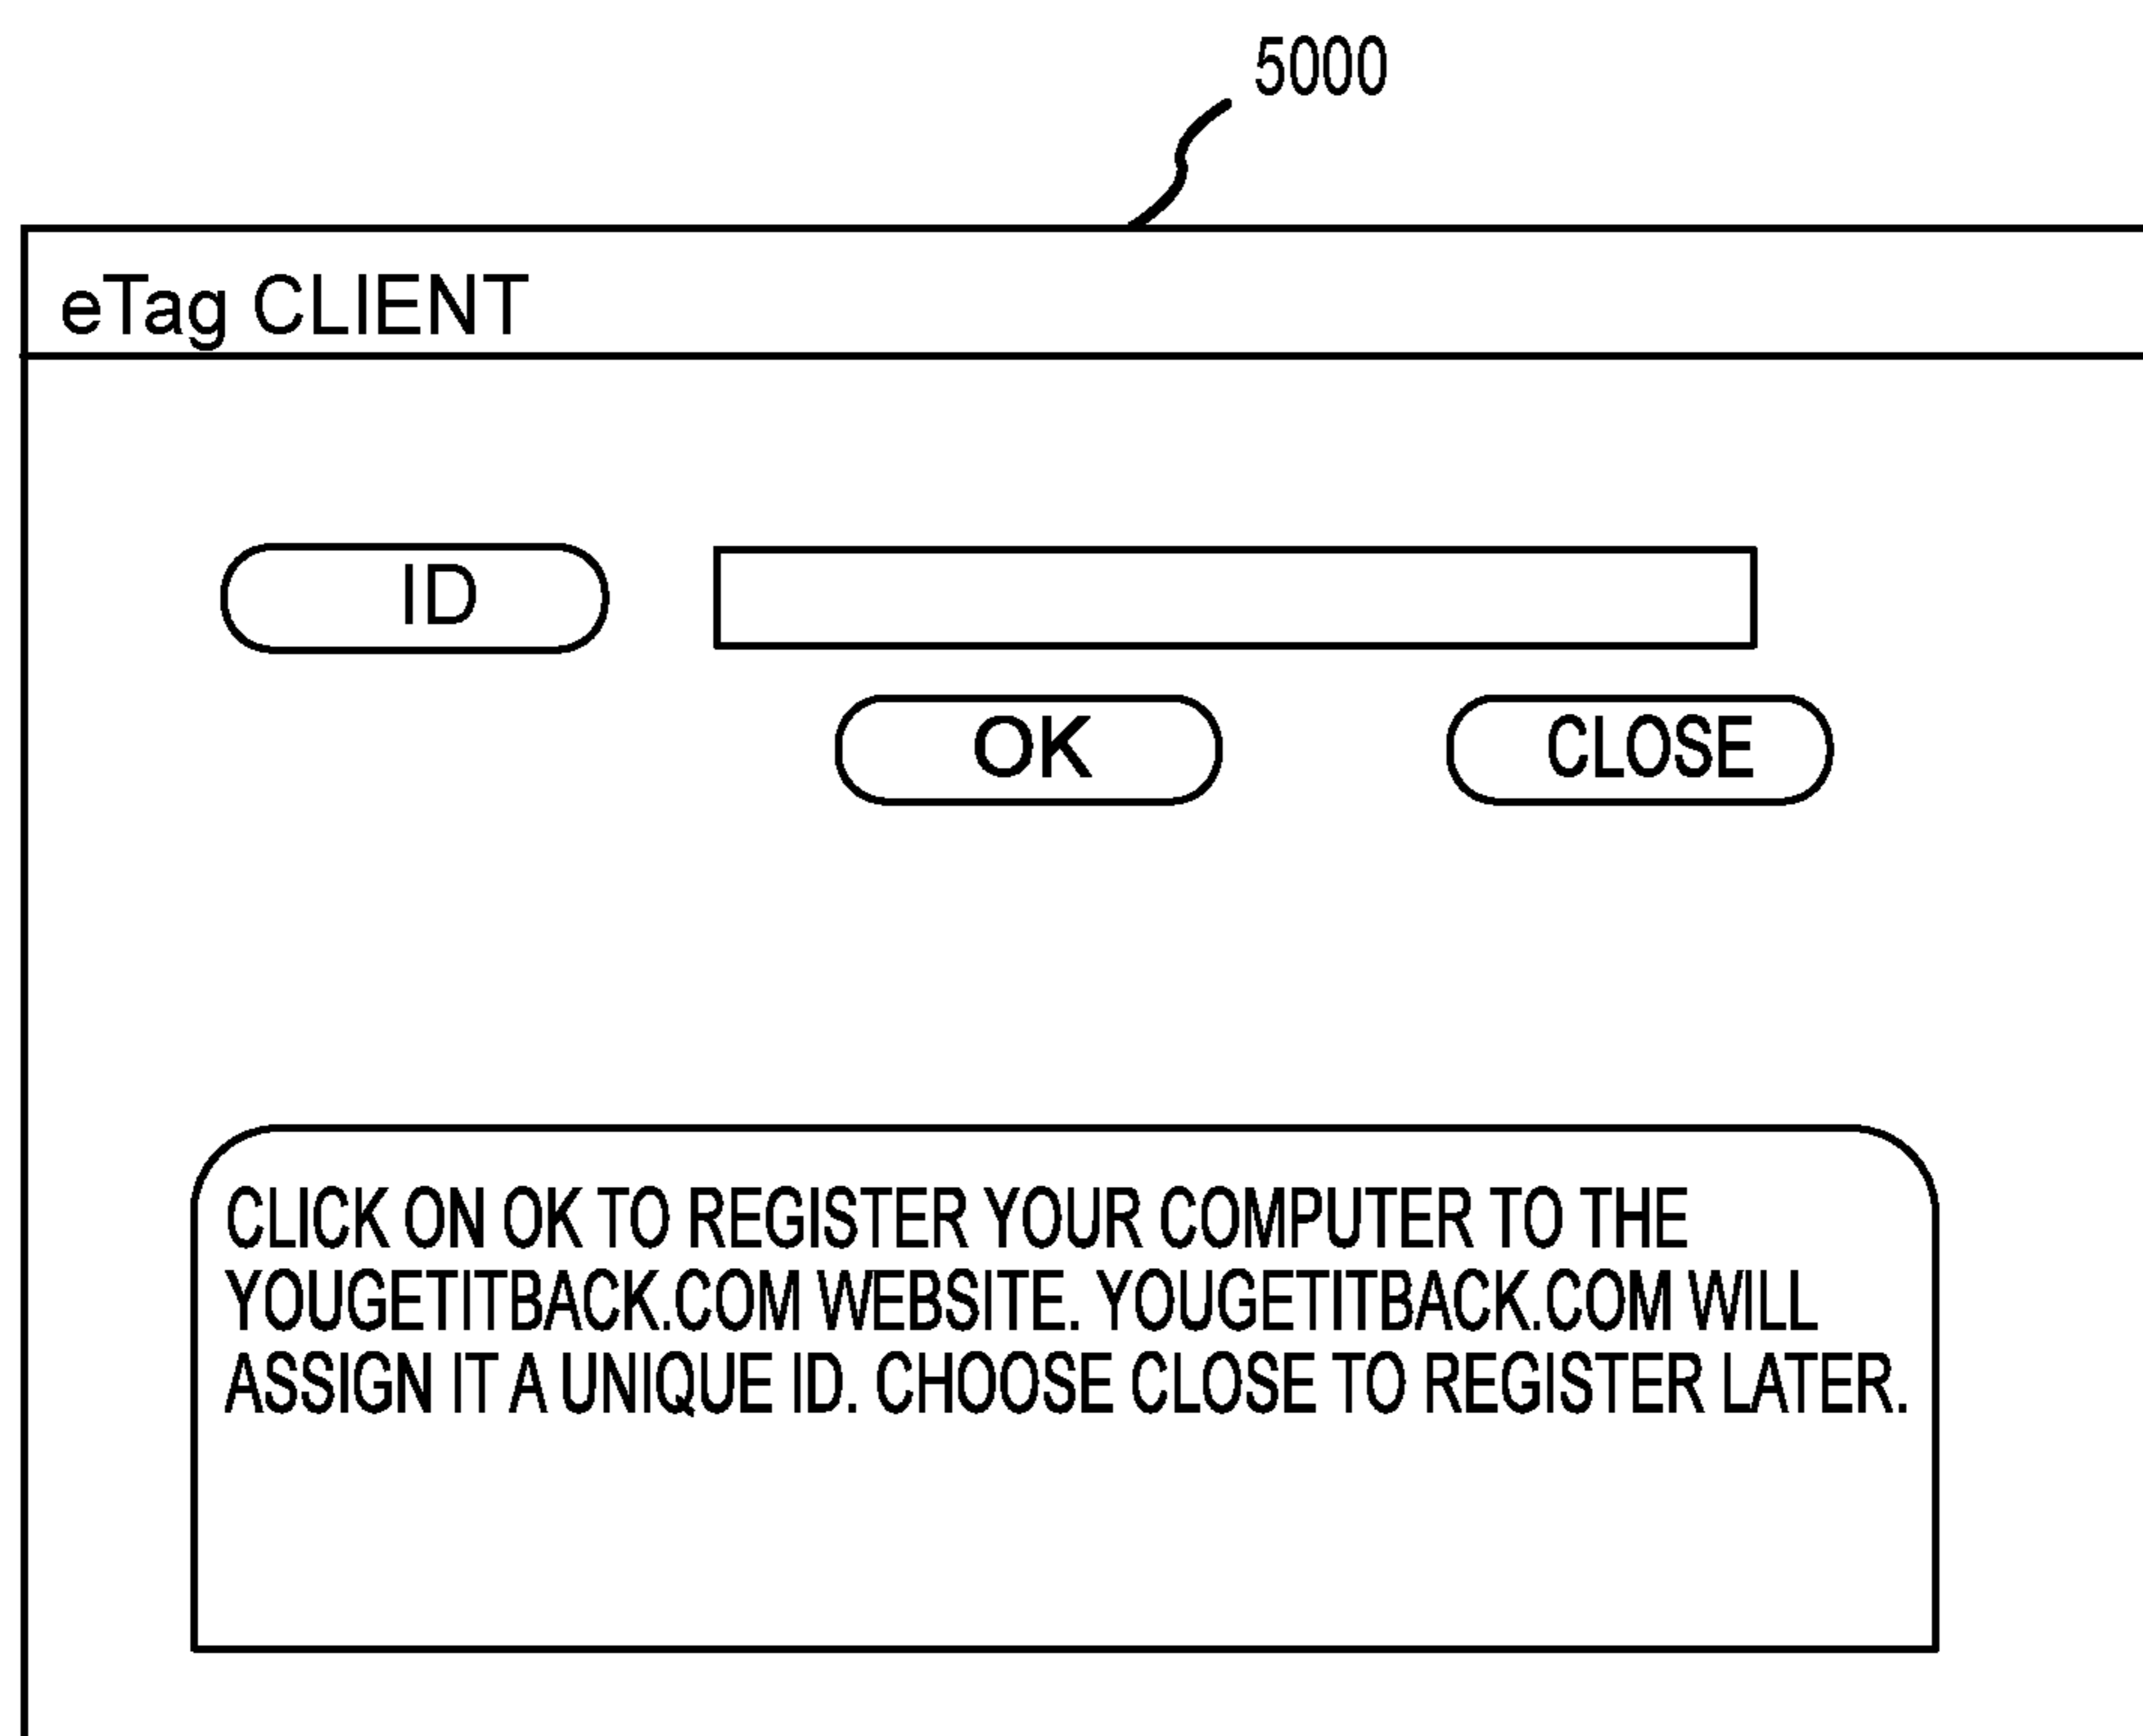 5000
eTag CLIENT
ID
OK CLOSE
CLICK ON OK TO REGISTER YOUR COMPUTER TO THE
YOUGETITBACK.COM WEBSITE. YOUGETITBACK.COM WILL
ASSIGN IT A UNIQUE ID. CHOOSE CLOSE TO REGISTER LATER.